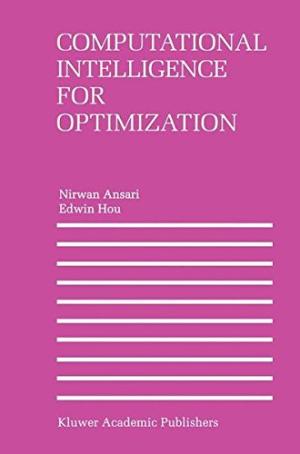 COMPUTATIONAL
INTELLIGENCE
FOR
OPTIMIZATION
Nirwan Ansari
Edwin Hou
Kluwer Academic Publishers